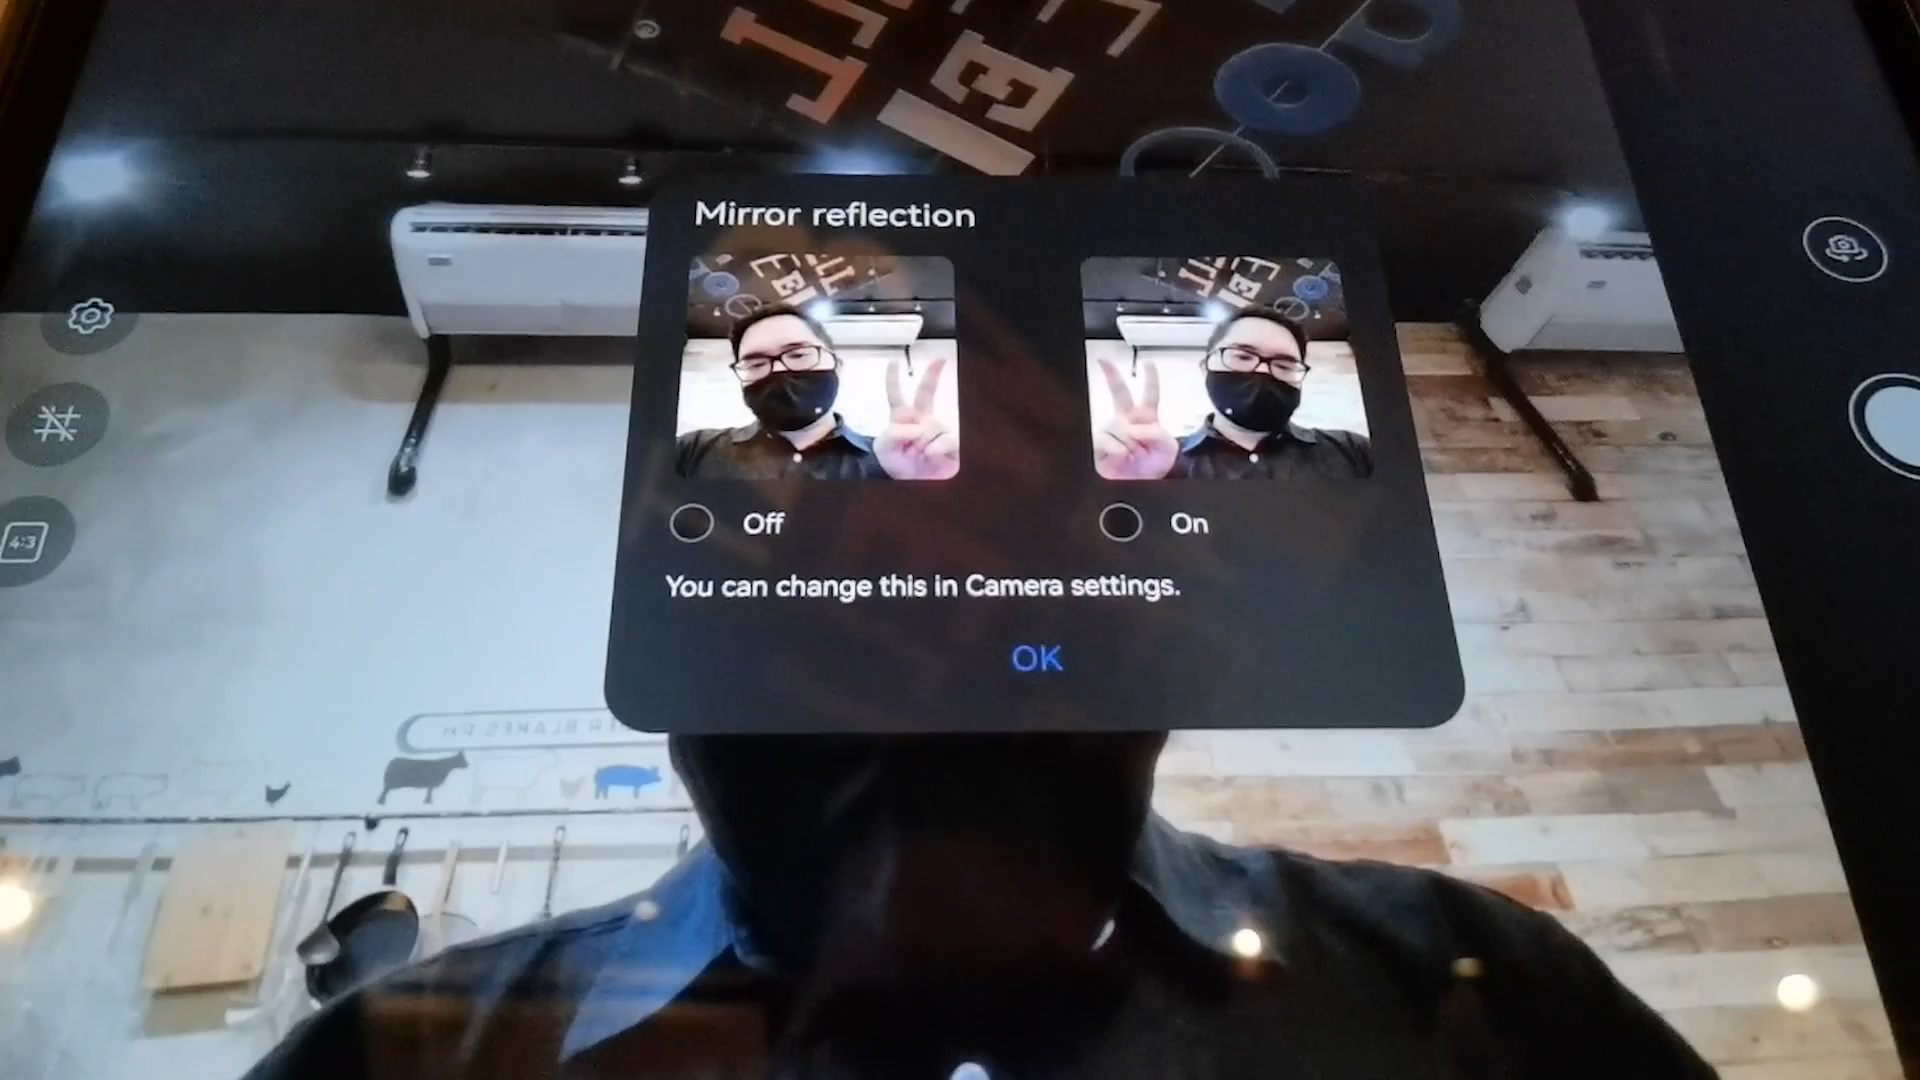 Mirror reflection
Off
On
You can change this in Camera settings.
OK
4:3